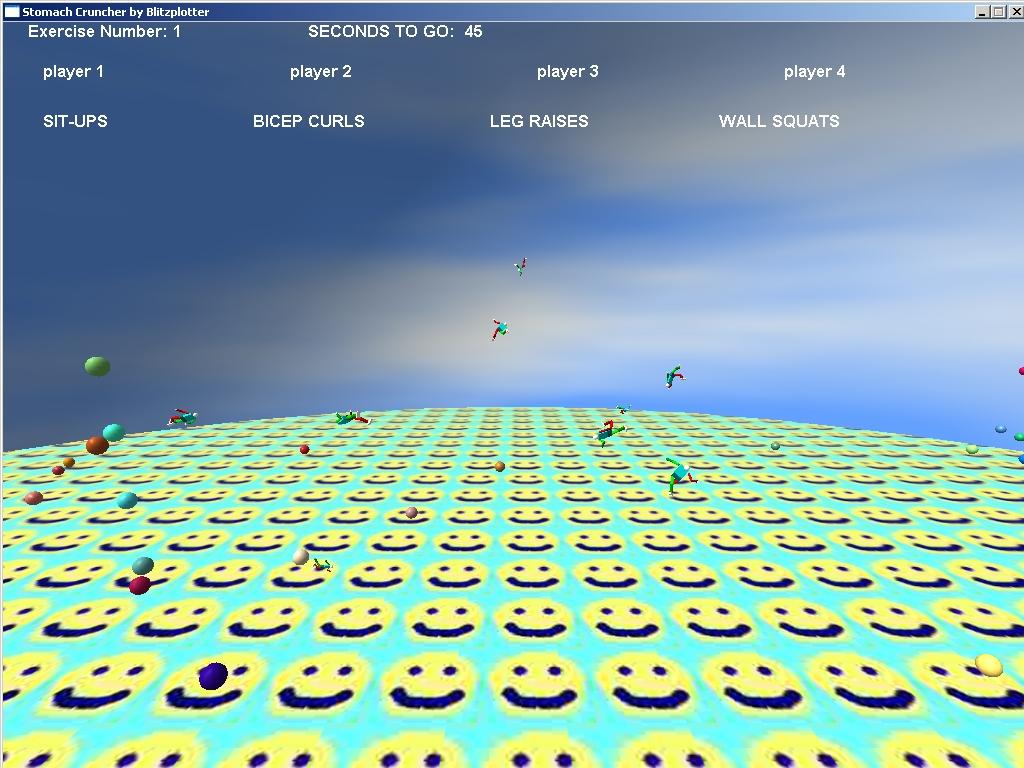 Stomach Cruncher by Blitzplotter
Exercise Number: 1 SECONDS TO GO: 45
player 1 player 2 player 3 player 4
SIT-UPS BICEP CURLS LEG RAISES WALL SQUATS